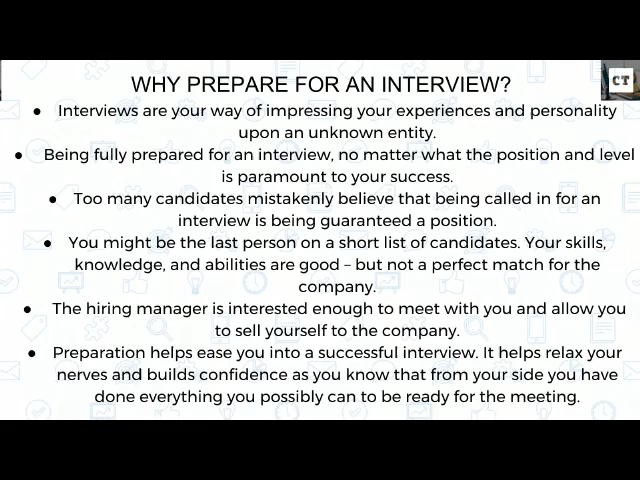 WHY PREPARE FOR AN INTERVIEW?
CT
● Interviews are your way of impressing your experiences and personality
upon an unknown entity.
● Being fully prepared for an interview, no matter what the position and level
is paramount to your success.
● Too many candidates mistakenly believe that being called in for an
interview is being guaranteed a position.
● You might be the last person on a short list of candidates. Your skills,
knowledge, and abilities are good – but not a perfect match for the
company.
● The hiring manager is interested enough to meet with you and allow you
to sell yourself to the company.
● Preparation helps ease you into a successful interview. It helps relax your
nerves and builds confidence as you know that from your side you have
done everything you possibly can to be ready for the meeting.